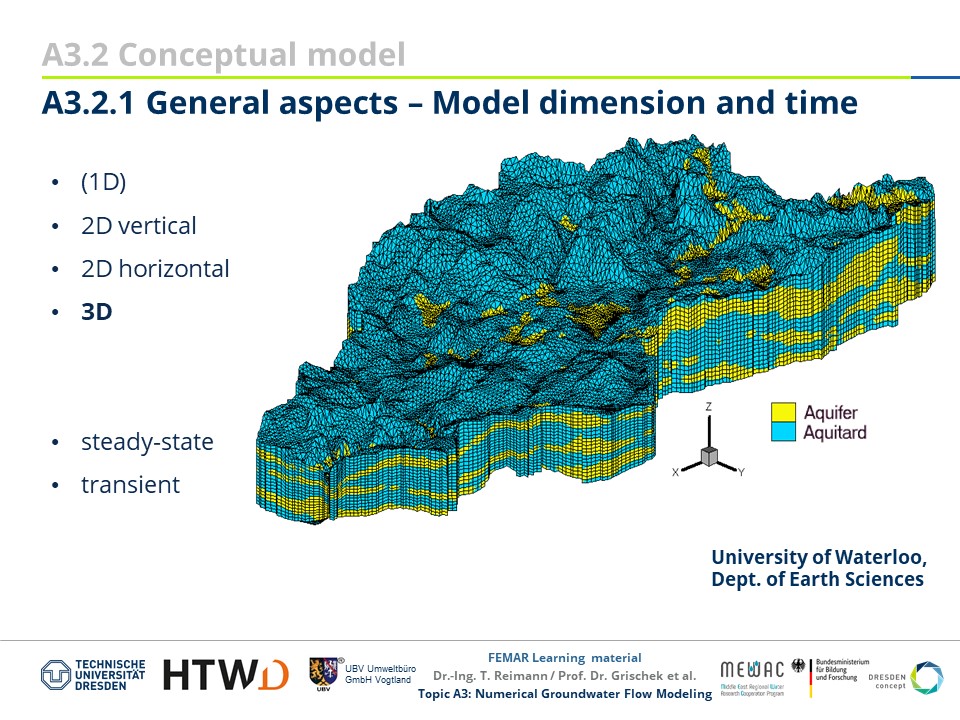 A3.2 Conceptual model
A3.2.1 General aspects – Model dimension and time
• (1D)
• 2D vertical
• 2D horizontal
• 3D
• steady-state
• transient
Z
X
Y
Aquifer
Aquitard
University of Waterloo,
Dept. of Earth Sciences
TECHNISCHE
UNIVERSITÄT
DRESDEN
HTWD
UBV
®
UBV Umweltbüro
GmbH Vogtland
FEMAR Learning material
Dr.-Ing. T. Reimann / Prof. Dr. Grischek et al.
Topic A3: Numerical Groundwater Flow Modeling
MEWAC
Middle East Regional Water
Research Cooperation Program
Bundesministerium
für Bildung
und Forschung
DRESDEN
concept